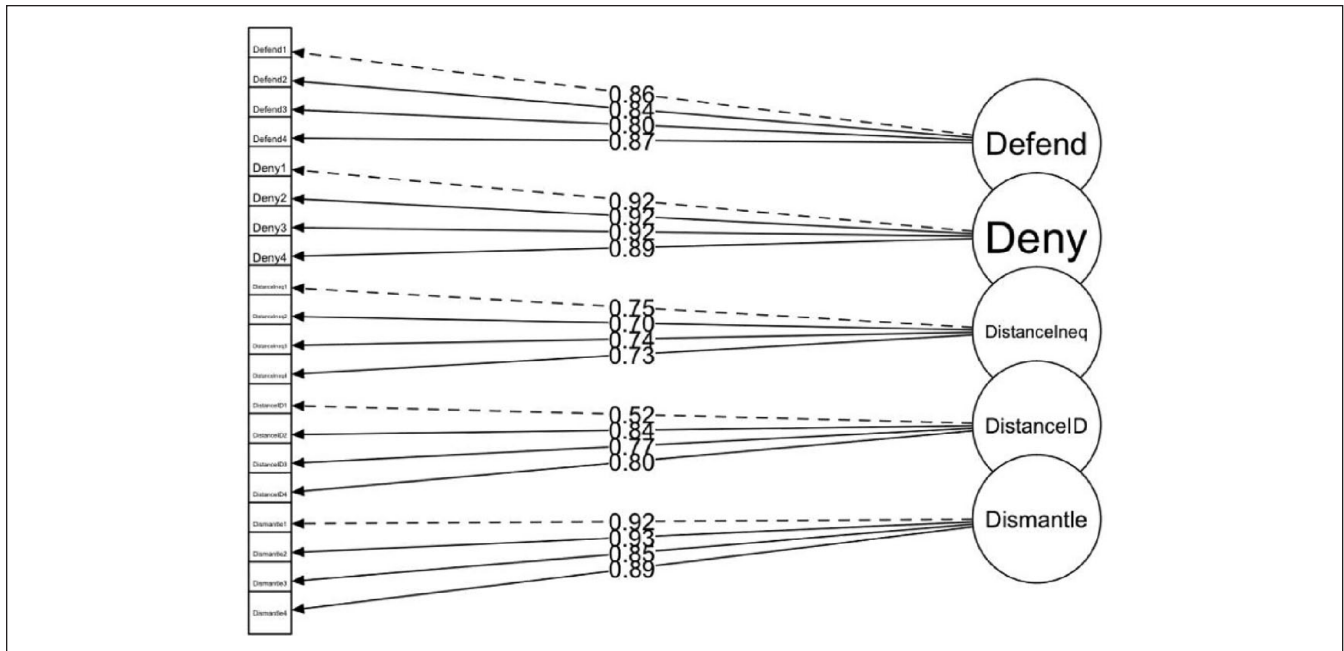 Defend1
Defend2
Defend3
Defend4
Deny1
Deny2
Deny3
Deny4
DistanceIneq1
DistanceIneq2
DistanceIneq3
DistanceIneq4
DistanceID1
DistanceID2
DistanceID3
DistanceID4
Dismantle1
Dismantle2
Dismantle3
Dismantle4
0.86
0.84
0.80
0.87
0.92
0.92
0.92
0.89
0.75
0.70
0.74
0.73
0.52
0.84
0.77
0.80
0.92
0.93
0.85
0.89
Defend
Deny
DistanceIneq
DistanceID
Dismantle